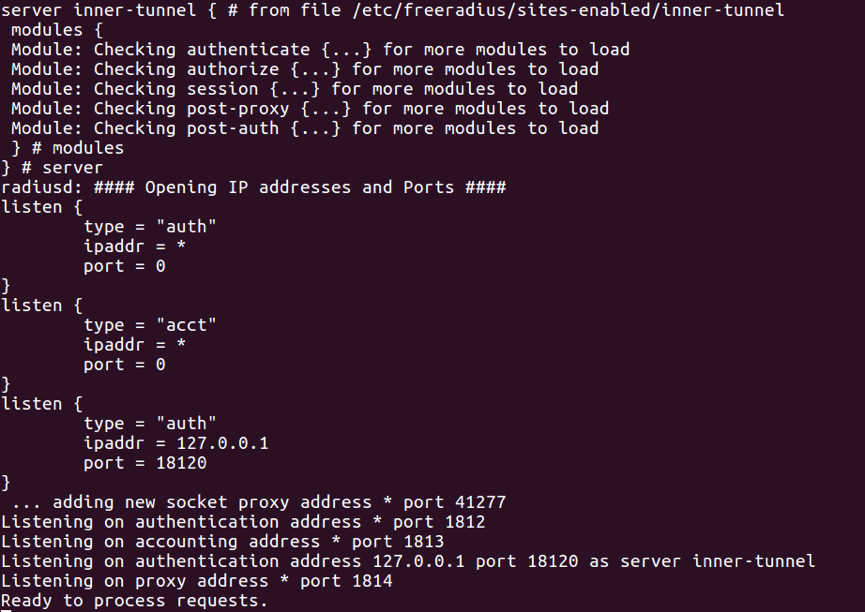 server inner-tunnel { # from file /etc/freeradius/sites-enabled/inner-tunnel
 modules {
 Module: Checking authenticate {...} for more modules to load
 Module: Checking authorize {...} for more modules to load
 Module: Checking session {...} for more modules to load
 Module: Checking post-proxy {...} for more modules to load
 Module: Checking post-auth {...} for more modules to load
 } # modules
} # server
radiusd: #### Opening IP addresses and Ports ####
listen {
        type = "auth"
        ipaddr = *
        port = 0
}
listen {
        type = "acct"
        ipaddr = *
        port = 0
}
listen {
        type = "auth"
        ipaddr = 127.0.0.1
        port = 18120
}
 ... adding new socket proxy address * port 41277
Listening on authentication address * port 1812
Listening on accounting address * port 1813
Listening on authentication address 127.0.0.1 port 18120 as server inner-tunnel
Listening on proxy address * port 1814
Ready to process requests.